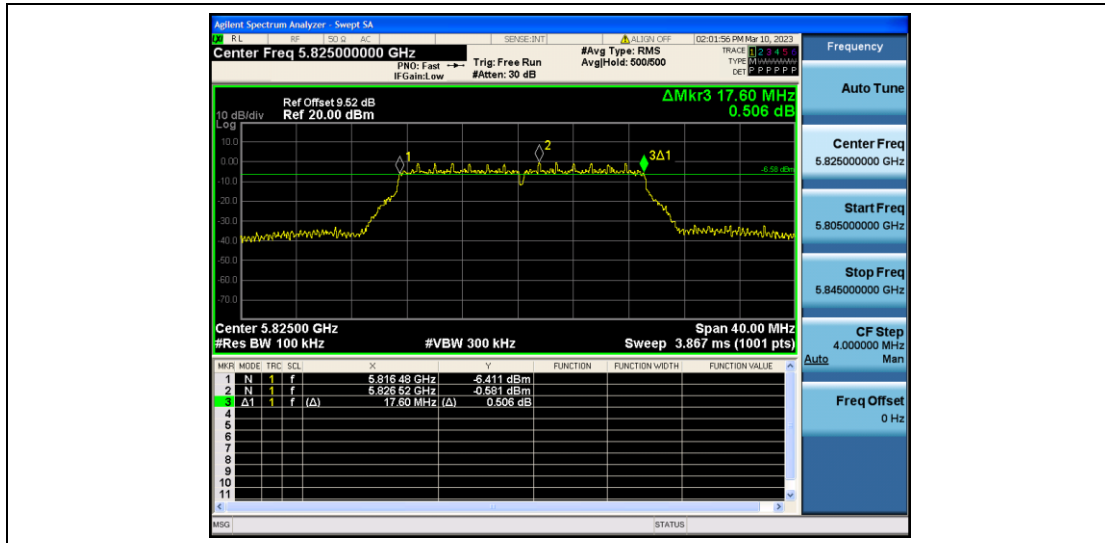 Agilent Spectrum Analyzer - Swept SA
RL RF 50 Ω AC SENSE:INT ALIGN OFF 02:01:56 PM Mar 10, 2023
Center Freq 5.825000000 GHz
PNO: Fast
IFGain:Low
Trig: Free Run
#Atten: 30 dB
#Avg Type: RMS
Avg|Hold: 500/500
TRACE 1 2 3 4 5 6
TYPE M
DET P P P P P P
ΔMkr3 17.60 MHz
0.506 dB
Ref Offset 9.52 dB
10 dB/div Ref 20.00 dBm
Log
10.0
0.00
-10.0
-20.0
-30.0
-40.0
-50.0
-60.0
-70.0
1
2
3Δ1
-6.58 dBm
Center 5.82500 GHz Span 40.00 MHz
#Res BW 100 kHz #VBW 300 kHz Sweep 3.867 ms (1001 pts)
MKR MODE TRC SCL X Y FUNCTION FUNCTION WIDTH FUNCTION VALUE
1 N 1 f 5.816 48 GHz -6.411 dBm
2 N 1 f 5.826 52 GHz -0.581 dBm
3 Δ1 1 f (Δ) 17.60 MHz (Δ) 0.506 dB
4
5
6
7
8
9
10
11
MSG STATUS
Frequency
Auto Tune
Center Freq
5.825000000 GHz
Start Freq
5.805000000 GHz
Stop Freq
5.845000000 GHz
CF Step
4.000000 MHz
Auto Man
Freq Offset
0 Hz